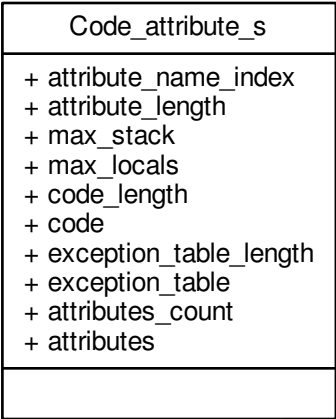 Code_attribute_s
+ attribute_name_index
+ attribute_length
+ max_stack
+ max_locals
+ code_length
+ code
+ exception_table_length
+ exception_table
+ attributes_count
+ attributes